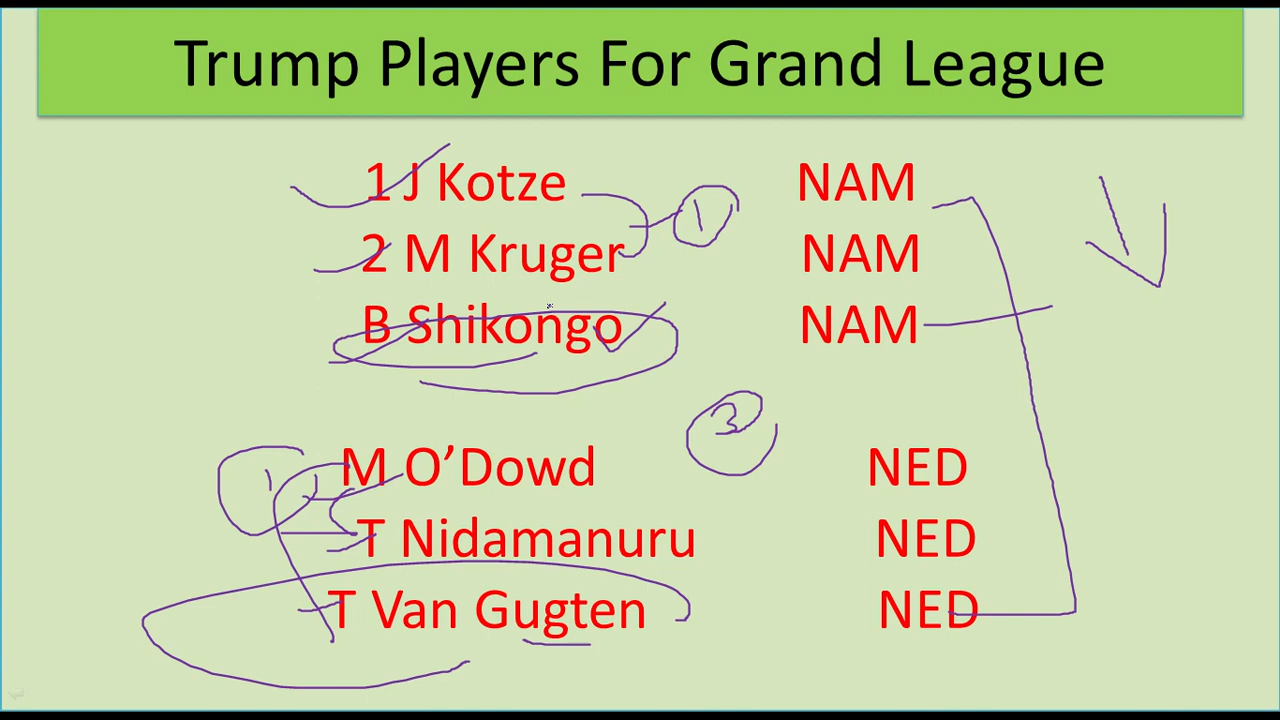 Trump Players For Grand League
1 J Kotze NAM
1
2 M Kruger NAM
B Shikongo NAM
M O'Dowd NED
1
T Nidamanuru NED
T Van Gugten NED